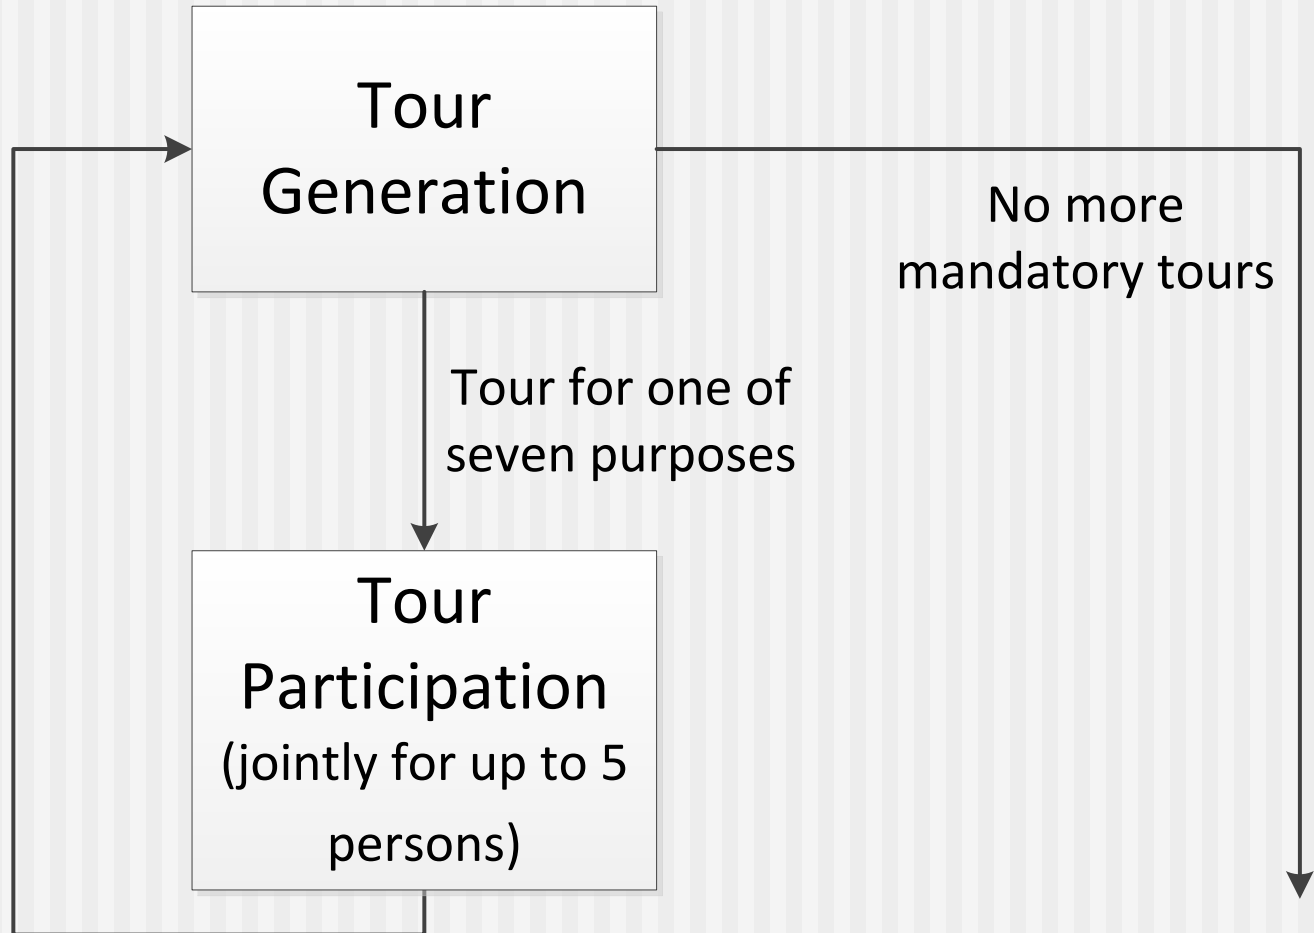 Tour
Generation
No more
mandatory tours
Tour for one of
seven purposes
Tour
Participation
(jointly for up to 5
persons)